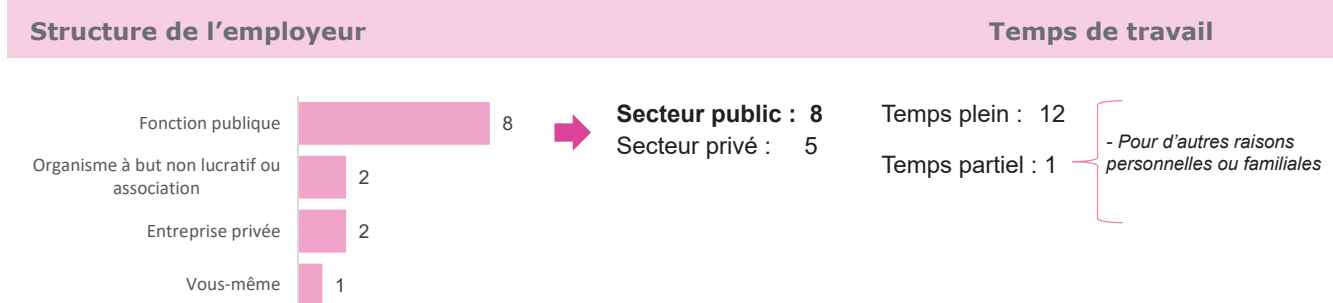 Structure de l'employeur
Temps de travail
Fonction publique
8
Organisme à but non lucratif ou
association
2
Entreprise privée
2
Vous-même
1
Secteur public : 8
Secteur privé : 5
Temps plein : 12
Temps partiel : 1
- Pour d'autres raisons
personnelles ou familiales